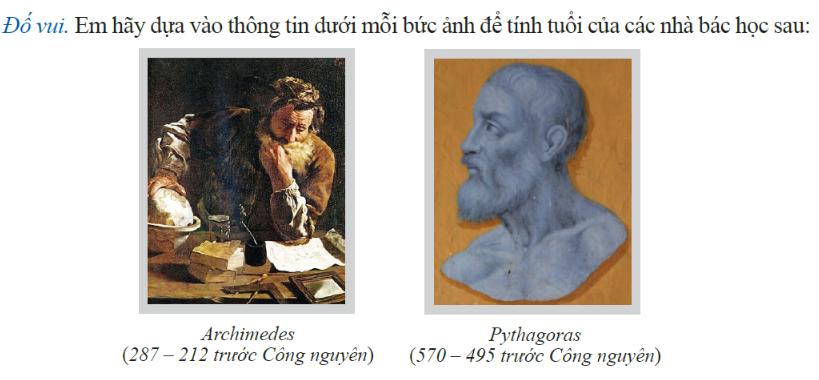 Đố vui. Em hãy dựa vào thông tin dưới mỗi bức ảnh để tính tuổi của các nhà bác học sau:
Archimedes
(287 – 212 trước Công nguyên)
Pythagoras
(570 – 495 trước Công nguyên)